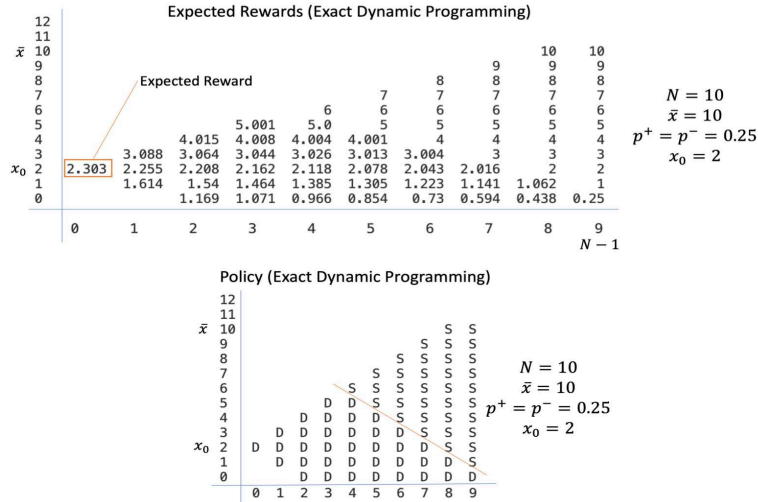 Expected Rewards (Exact Dynamic Programming)
12
11
x̄ 10 10 10
9 9 9 9
8 Expected Reward 8 8 8 8
7 7 7 7 7 7
6 6 6 6 6 6 6
5 5.001 5.0 5 5 5 5 5
4 4.015 4.008 4.004 4.001 4 4 4 4
3 3.088 3.064 3.044 3.026 3.013 3.004 3 3 3
x₀ 2 2.303 2.255 2.208 2.162 2.118 2.078 2.043 2.016 2 2
1 1.614 1.54 1.464 1.385 1.305 1.223 1.141 1.062 1
0 1.169 1.071 0.966 0.854 0.73 0.594 0.438 0.25
0 1 2 3 4 5 6 7 8 9
N − 1
N = 10
x̄ = 10
p⁺ = p⁻ = 0.25
x₀ = 2
Policy (Exact Dynamic Programming)
12
11
x̄ 10 S S
9 S S S
8 S S S S
7 S S S S S
6 S S S S S S
5 D D S S S S S
4 D D D D S S S S
3 D D D D D D S S S
x₀ 2 D D D D D D D D S S
1 D D D D D D D D S
0 D D D D D D D D
0 1 2 3 4 5 6 7 8 9
N = 10
x̄ = 10
p⁺ = p⁻ = 0.25
x₀ = 2